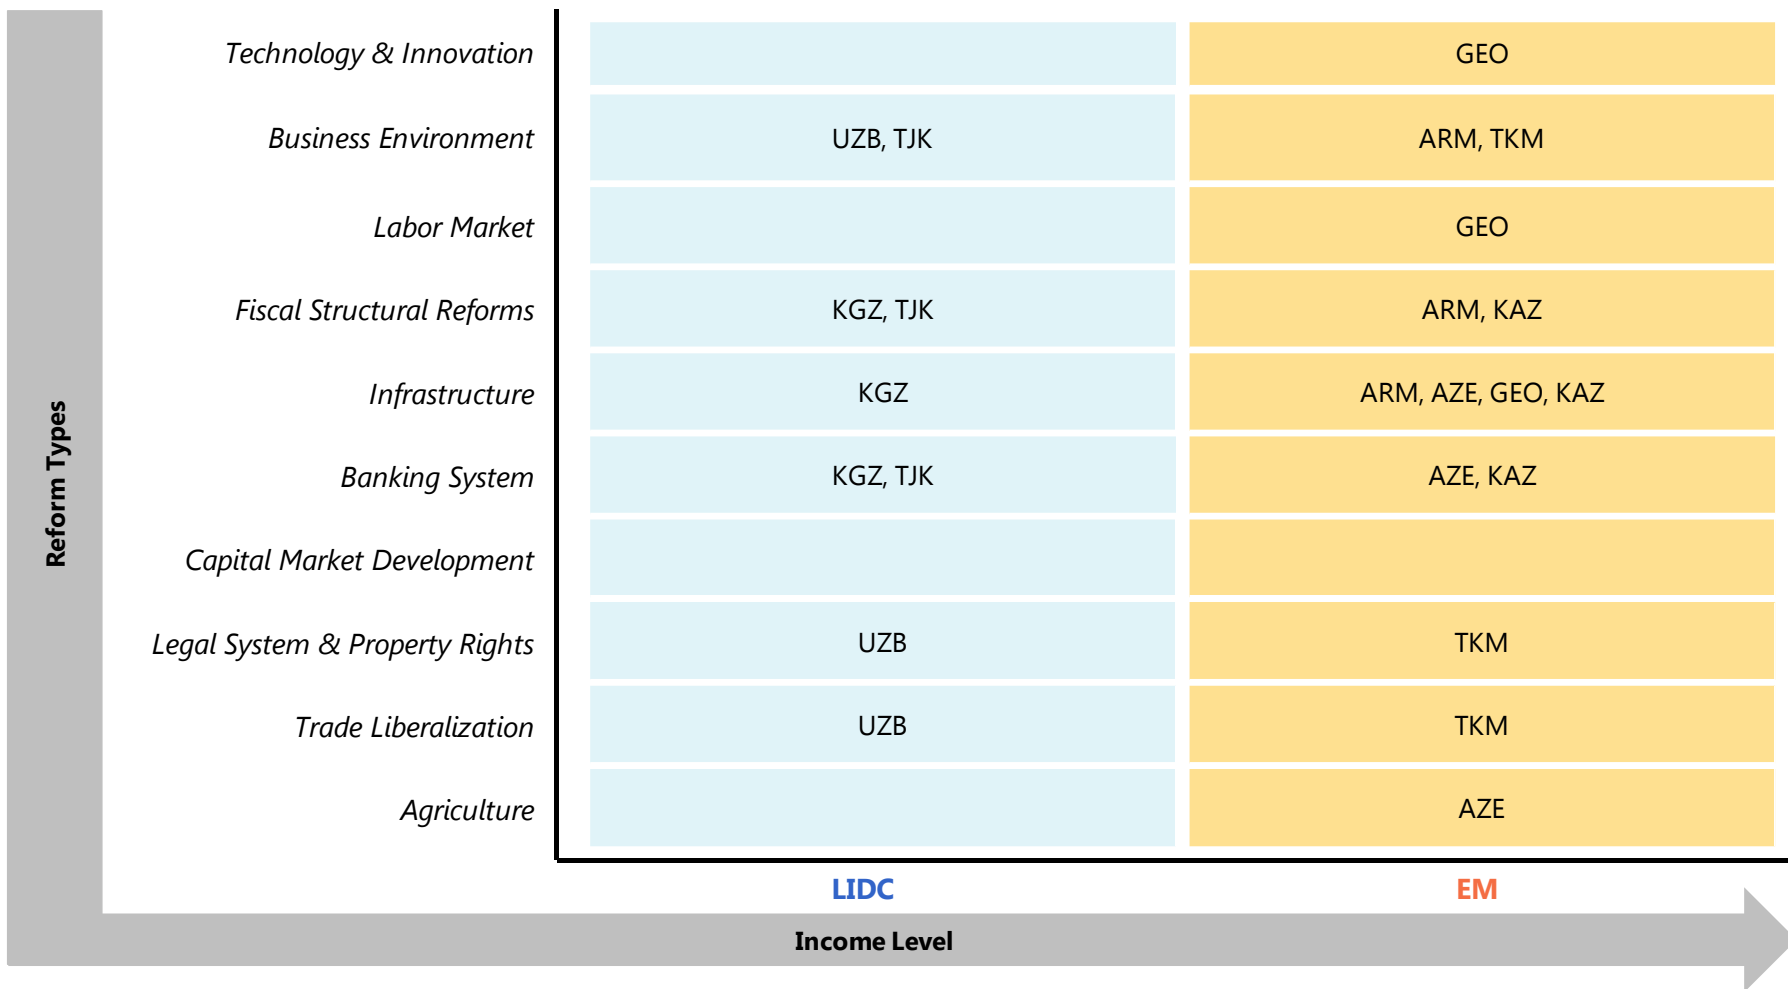 Reform Types
Technology & Innovation
GEO
Business Environment
UZB, TJK
ARM, TKM
Labor Market
GEO
Fiscal Structural Reforms
KGZ, TJK
ARM, KAZ
Infrastructure
KGZ
ARM, AZE, GEO, KAZ
Banking System
KGZ, TJK
AZE, KAZ
Capital Market Development
Legal System & Property Rights
UZB
TKM
Trade Liberalization
UZB
TKM
Agriculture
AZE
LIDC
EM
Income Level